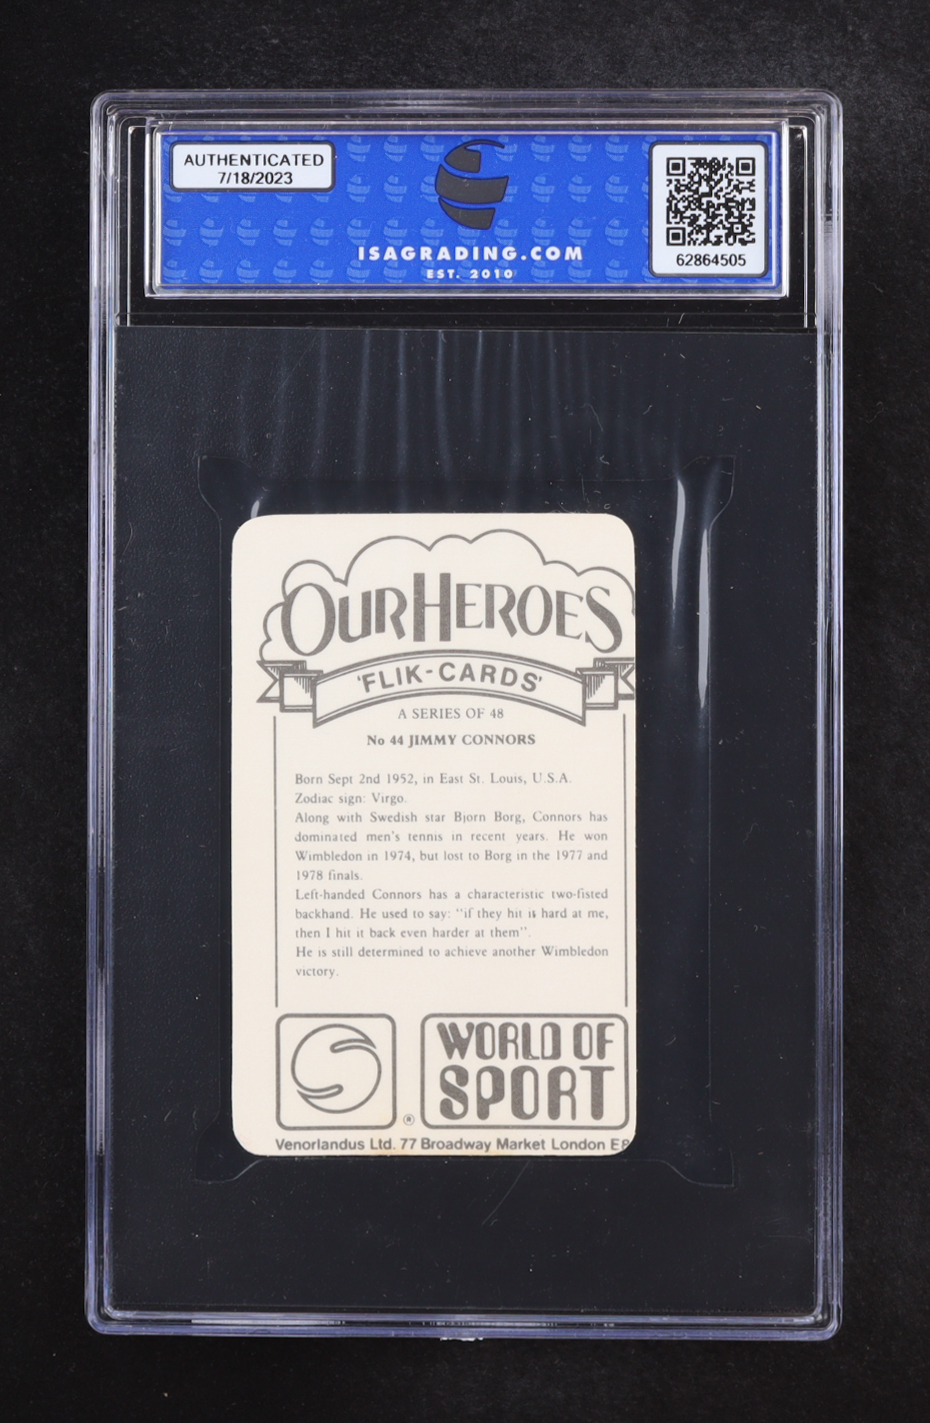 AUTHENTICATED
7/18/2023
ISAGRADING.COM
EST. 2010
62864505
OUR HEROES
'FLIK-CARDS'
A SERIES OF 48
No 44 JIMMY CONNORS
Born Sept 2nd 1952, in East St. Louis, U.S.A.
Zodiac sign: Virgo.
Along with Swedish star Bjorn Borg, Connors has
dominated men's tennis in recent years. He won
Wimbledon in 1974, but lost to Borg in the 1977 and
1978 finals.
Left-handed Connors has a characteristic two-fisted
backhand. He used to say: "if they hit is hard at me,
then I hit it back even harder at them".
He is still determined to achieve another Wimbledon
victory.
WORLD OF
SPORT
®
Venorlandus Ltd. 77 Broadway Market London E8